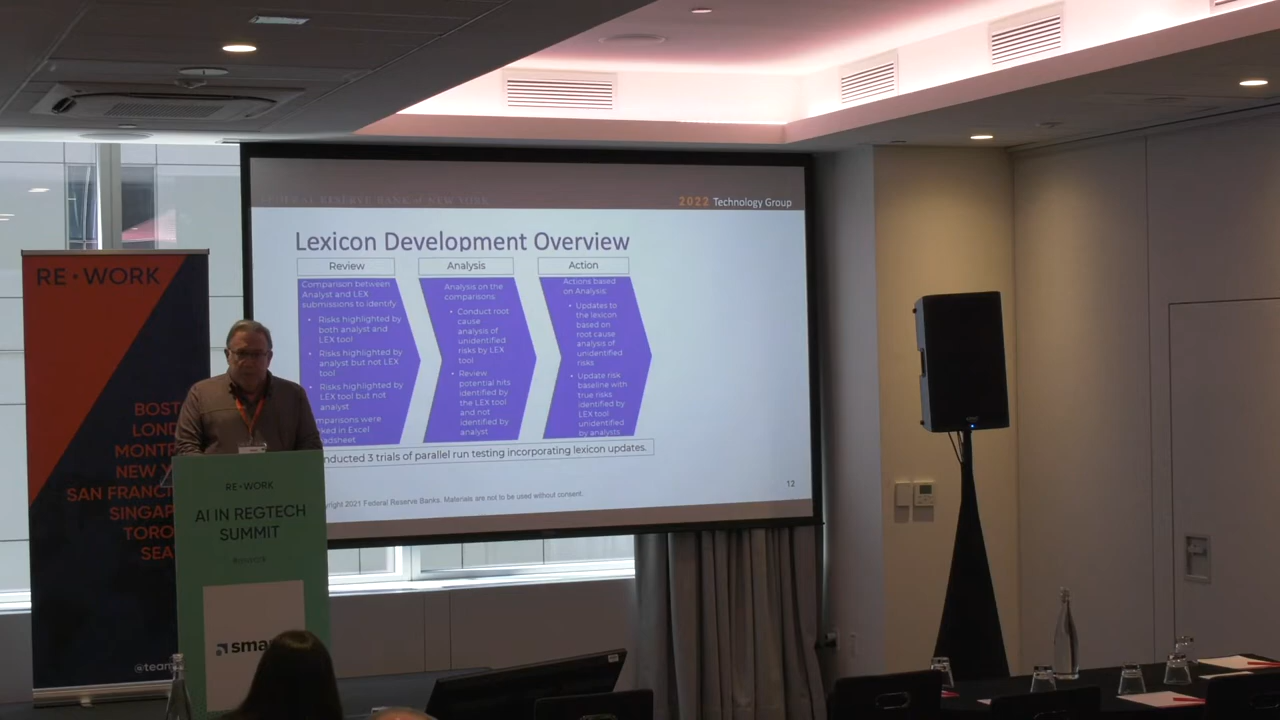 FEDERAL RESERVE BANK of NEW YORK
2022 Technology Group
Lexicon Development Overview
Review
Comparison between
Analyst and LEX
submissions to identify
• Risks highlighted by
both analyst and
LEX tool
• Risks highlighted by
analyst but not LEX
tool
• Risks highlighted by
LEX tool but not
analyst
were
in Excel
Analysis
Analysis on the
comparisons:
• Conduct root
cause
analysis of
unidentified
risks by LEX
tool
• Review
potential hits
identified by
the LEX tool
and not
identified by
analyst
Action
Actions based
on Analysis:
• Updates to
the lexicon
based on
root cause
analysis of
unidentified
risks
• Update risk
baseline with
true risks
identified by
LEX tool
unidentified
by analysts
nducted 3 trials of parallel run testing incorporating lexicon updates.
yright 2021 Federal Reserve Banks. Materials are not to be used without consent.
12
RE•WORK
BOST
LOND
MONTR
NEW Y
SAN FRANC
SINGAP
TORO
SEA
@team
RE•WORK
AI IN REGTECH
SUMMIT
sma